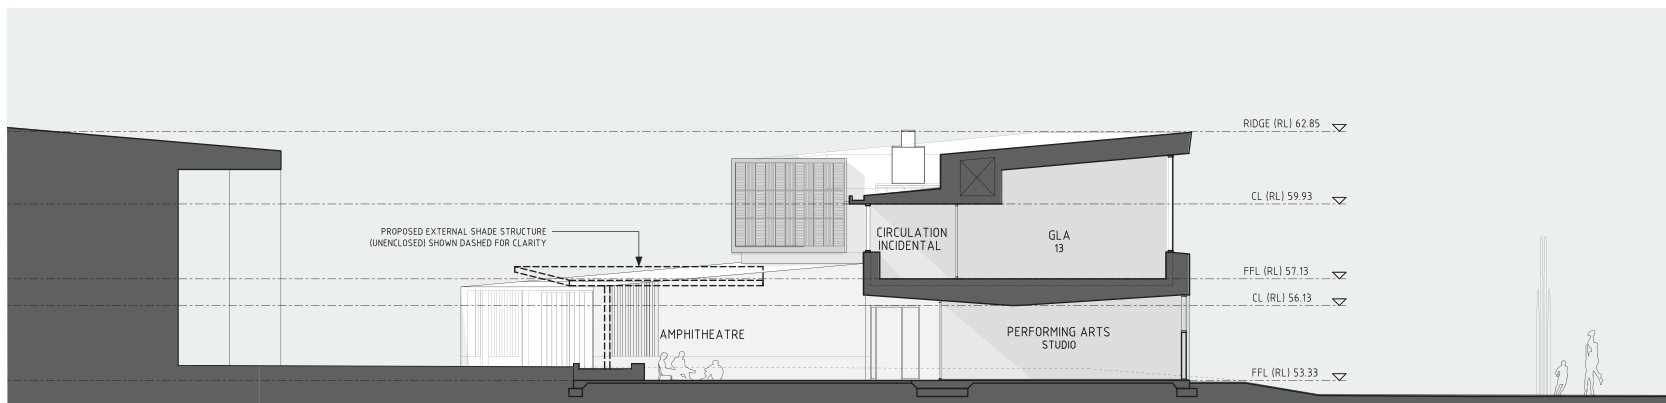 RIDGE (RL) 62.85
CL (RL) 59.93
PROPOSED EXTERNAL SHADE STRUCTURE
(UNENCLOSED) SHOWN DASHED FOR CLARITY
CIRCULATION
INCIDENTAL
GLA
13
FFL (RL) 57.13
CL (RL) 56.13
AMPHITHEATRE
PERFORMING ARTS
STUDIO
FFL (RL) 53.33